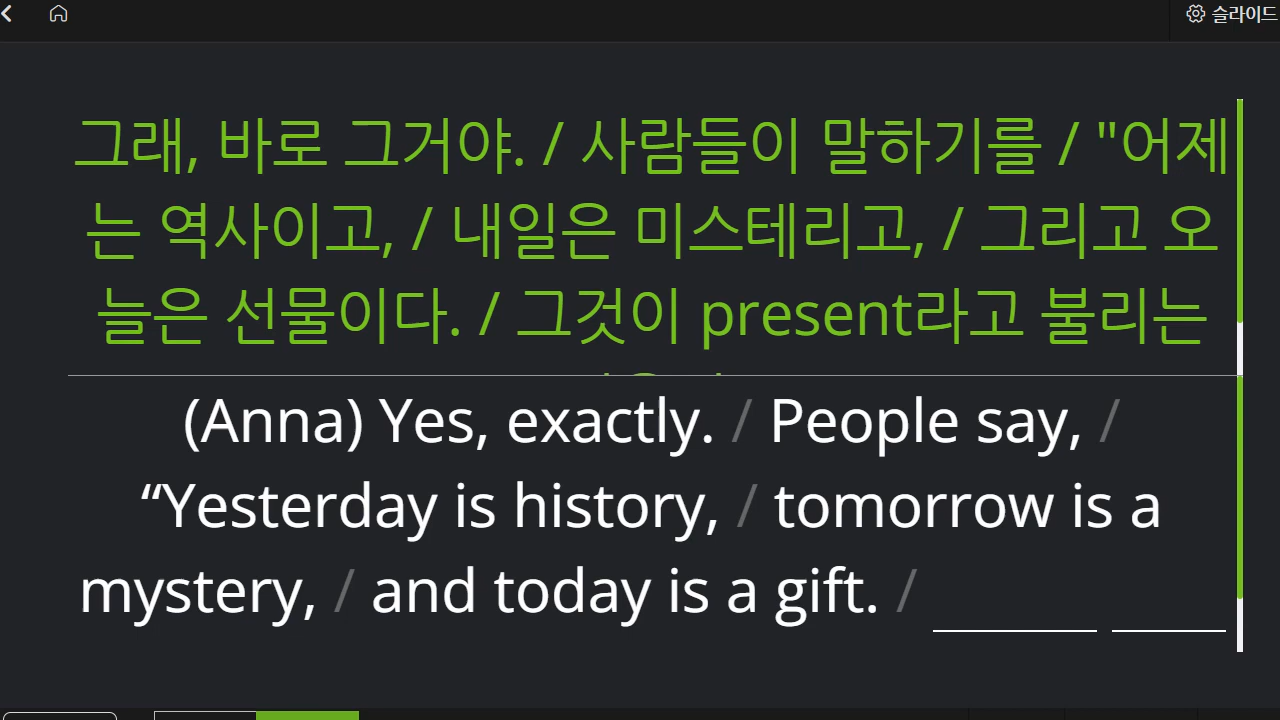 슬라이드
그래, 바로 그거야. / 사람들이 말하기를 / "어제
는 역사이고, / 내일은 미스테리고, / 그리고 오
늘은 선물이다. / 그것이 present라고 불리는
(Anna) Yes, exactly. / People say, /
“Yesterday is history, / tomorrow is a
mystery, / and today is a gift. /